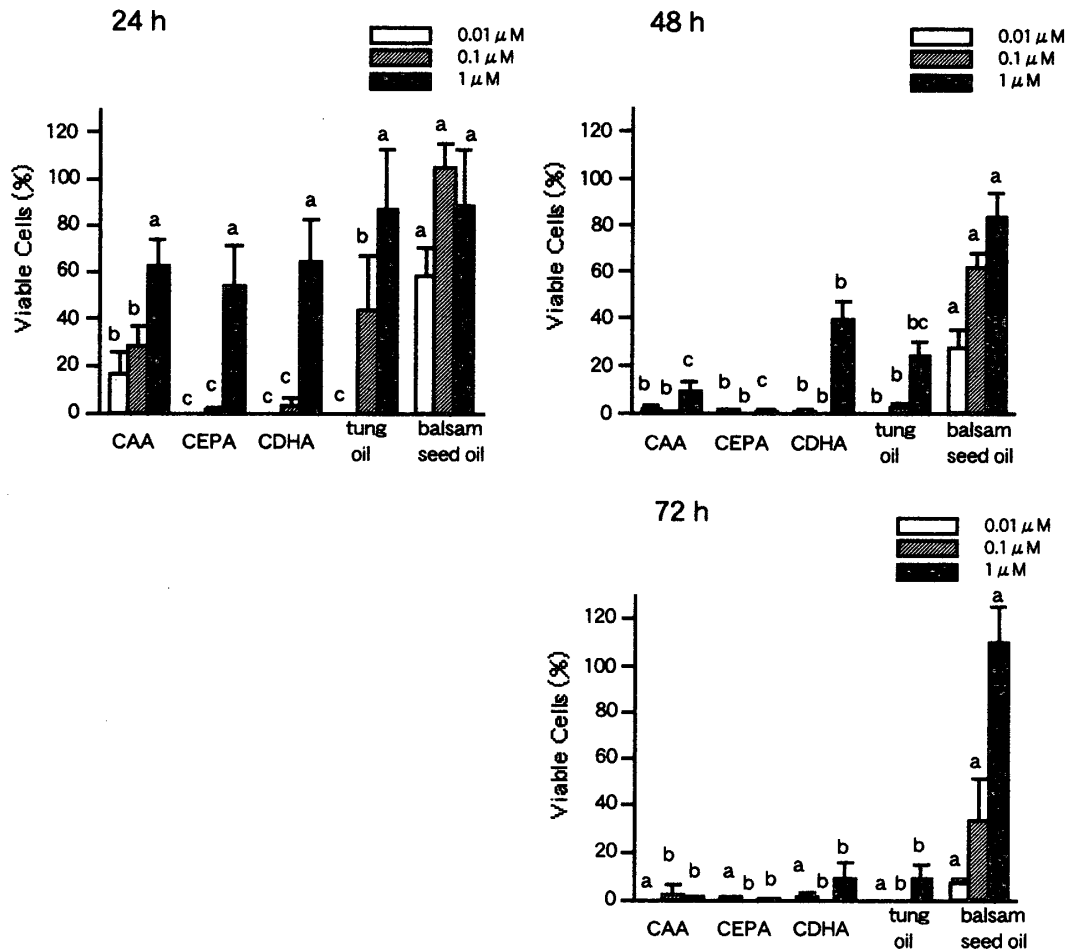 24 h
0.01 μM
0.1 μM
1 μM
Viable Cells (%)
120
100
80
60
40
20
0
b b a
c c a
c c a
c b a
a a a
CAA CEPA CDHA tung oil balsam seed oil
48 h
0.01 μM
0.1 μM
1 μM
Viable Cells (%)
120
100
80
60
40
20
0
b b c
b b c
b b b
b b bc
a a a
CAA CEPA CDHA tung oil balsam seed oil
72 h
0.01 μM
0.1 μM
1 μM
Viable Cells (%)
120
100
80
60
40
20
0
a b b
a b b
a b b
a b b
a a a
CAA CEPA CDHA tung oil balsam seed oil